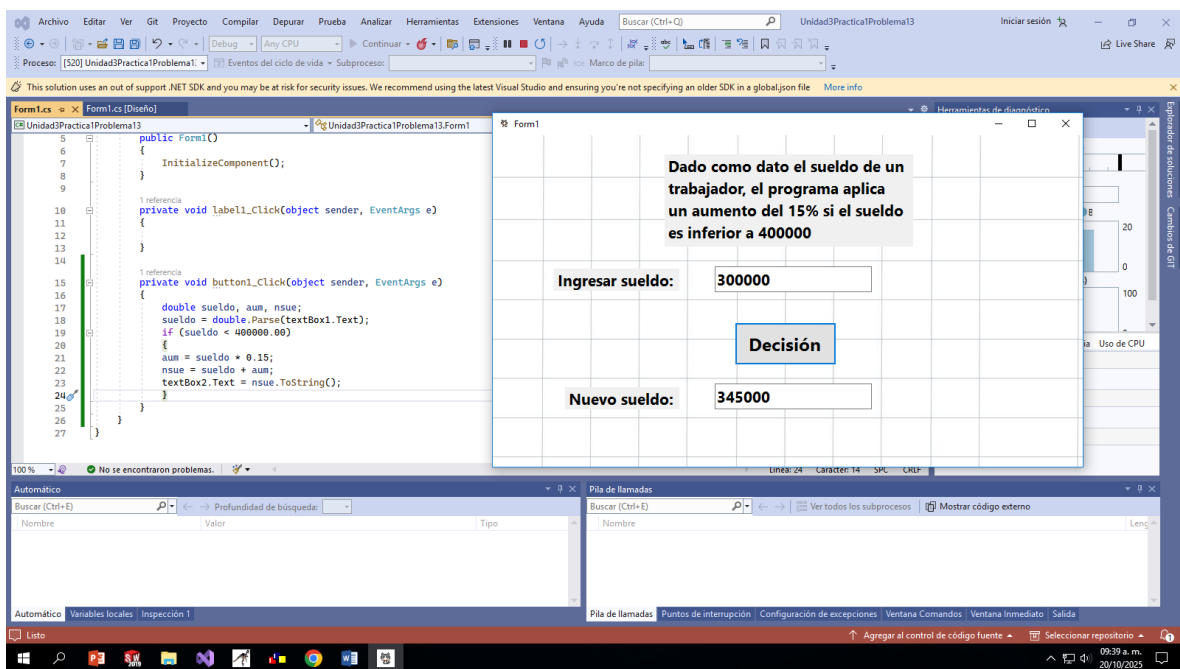 Archivo Editar Ver Git Proyecto Compilar Depurar Prueba Analizar Herramientas Extensiones Ventana Ayuda Buscar (Ctrl+Q) Unidad3Practica1Problema13 Iniciar sesión
Debug Any CPU Continuar Live Share
Proceso: [520] Unidad3Practica1Problema1: Eventos del ciclo de vida Subproceso: Marco de pila:
This solution uses an out of support .NET SDK and you may be at risk for security issues. We recommend using the latest Visual Studio and ensuring you're not specifying an older SDK in a global.json file More info
Form1.cs Form1.cs [Diseño] Herramientas de diagnóstico
Unidad3Practica1Problema13 Unidad3Practica1Problema13.Form1
5 public Form1()
6 {
7 InitializeComponent();
8 }
9
1 referencia
10 private void label1_Click(object sender, EventArgs e)
11 {
12
13 }
14
1 referencia
15 private void button1_Click(object sender, EventArgs e)
16 {
17 double sueldo, aum, nsue;
18 sueldo = double.Parse(textBox1.Text);
19 if (sueldo < 400000.00)
20 {
21 aum = sueldo * 0.15;
22 nsue = sueldo + aum;
23 textBox2.Text = nsue.ToString();
24 }
25 }
26 }
27 }
Form1
Dado como dato el sueldo de un
trabajador, el programa aplica
un aumento del 15% si el sueldo
es inferior a 400000
Ingresar sueldo: 300000
Decisión
Nuevo sueldo: 345000
20
0
100
Uso de CPU
Explorador de soluciones
Cambios de GIT
100 % No se encontraron problemas. Línea: 24 Carácter: 14 SPC CRLF
Automático
Buscar (Ctrl+E) Profundidad de búsqueda:
Nombre Valor Tipo
Automático Variables locales Inspección 1
Pila de llamadas
Buscar (Ctrl+E) Ver todos los subprocesos Mostrar código externo
Nombre Leng
Pila de llamadas Puntos de interrupción Configuración de excepciones Ventana Comandos Ventana Inmediato Salida
Listo Agregar al control de código fuente Seleccionar repositorio
09:39 a. m.
20/10/2025